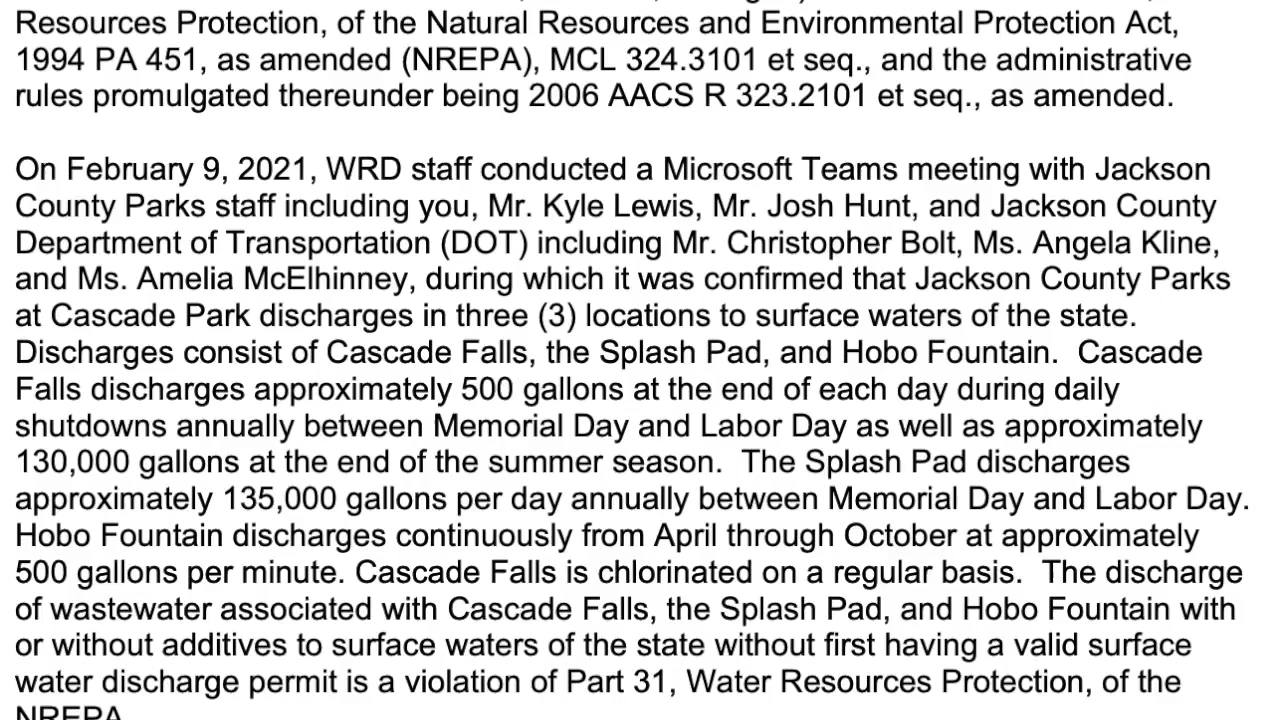 Resources Protection, of the Natural Resources and Environmental Protection Act,
1994 PA 451, as amended (NREPA), MCL 324.3101 et seq., and the administrative
rules promulgated thereunder being 2006 AACS R 323.2101 et seq., as amended.
On February 9, 2021, WRD staff conducted a Microsoft Teams meeting with Jackson
County Parks staff including you, Mr. Kyle Lewis, Mr. Josh Hunt, and Jackson County
Department of Transportation (DOT) including Mr. Christopher Bolt, Ms. Angela Kline,
and Ms. Amelia McElhinney, during which it was confirmed that Jackson County Parks
at Cascade Park discharges in three (3) locations to surface waters of the state.
Discharges consist of Cascade Falls, the Splash Pad, and Hobo Fountain.  Cascade
Falls discharges approximately 500 gallons at the end of each day during daily
shutdowns annually between Memorial Day and Labor Day as well as approximately
130,000 gallons at the end of the summer season.  The Splash Pad discharges
approximately 135,000 gallons per day annually between Memorial Day and Labor Day.
Hobo Fountain discharges continuously from April through October at approximately
500 gallons per minute. Cascade Falls is chlorinated on a regular basis.  The discharge
of wastewater associated with Cascade Falls, the Splash Pad, and Hobo Fountain with
or without additives to surface waters of the state without first having a valid surface
water discharge permit is a violation of Part 31, Water Resources Protection, of the
NREPA